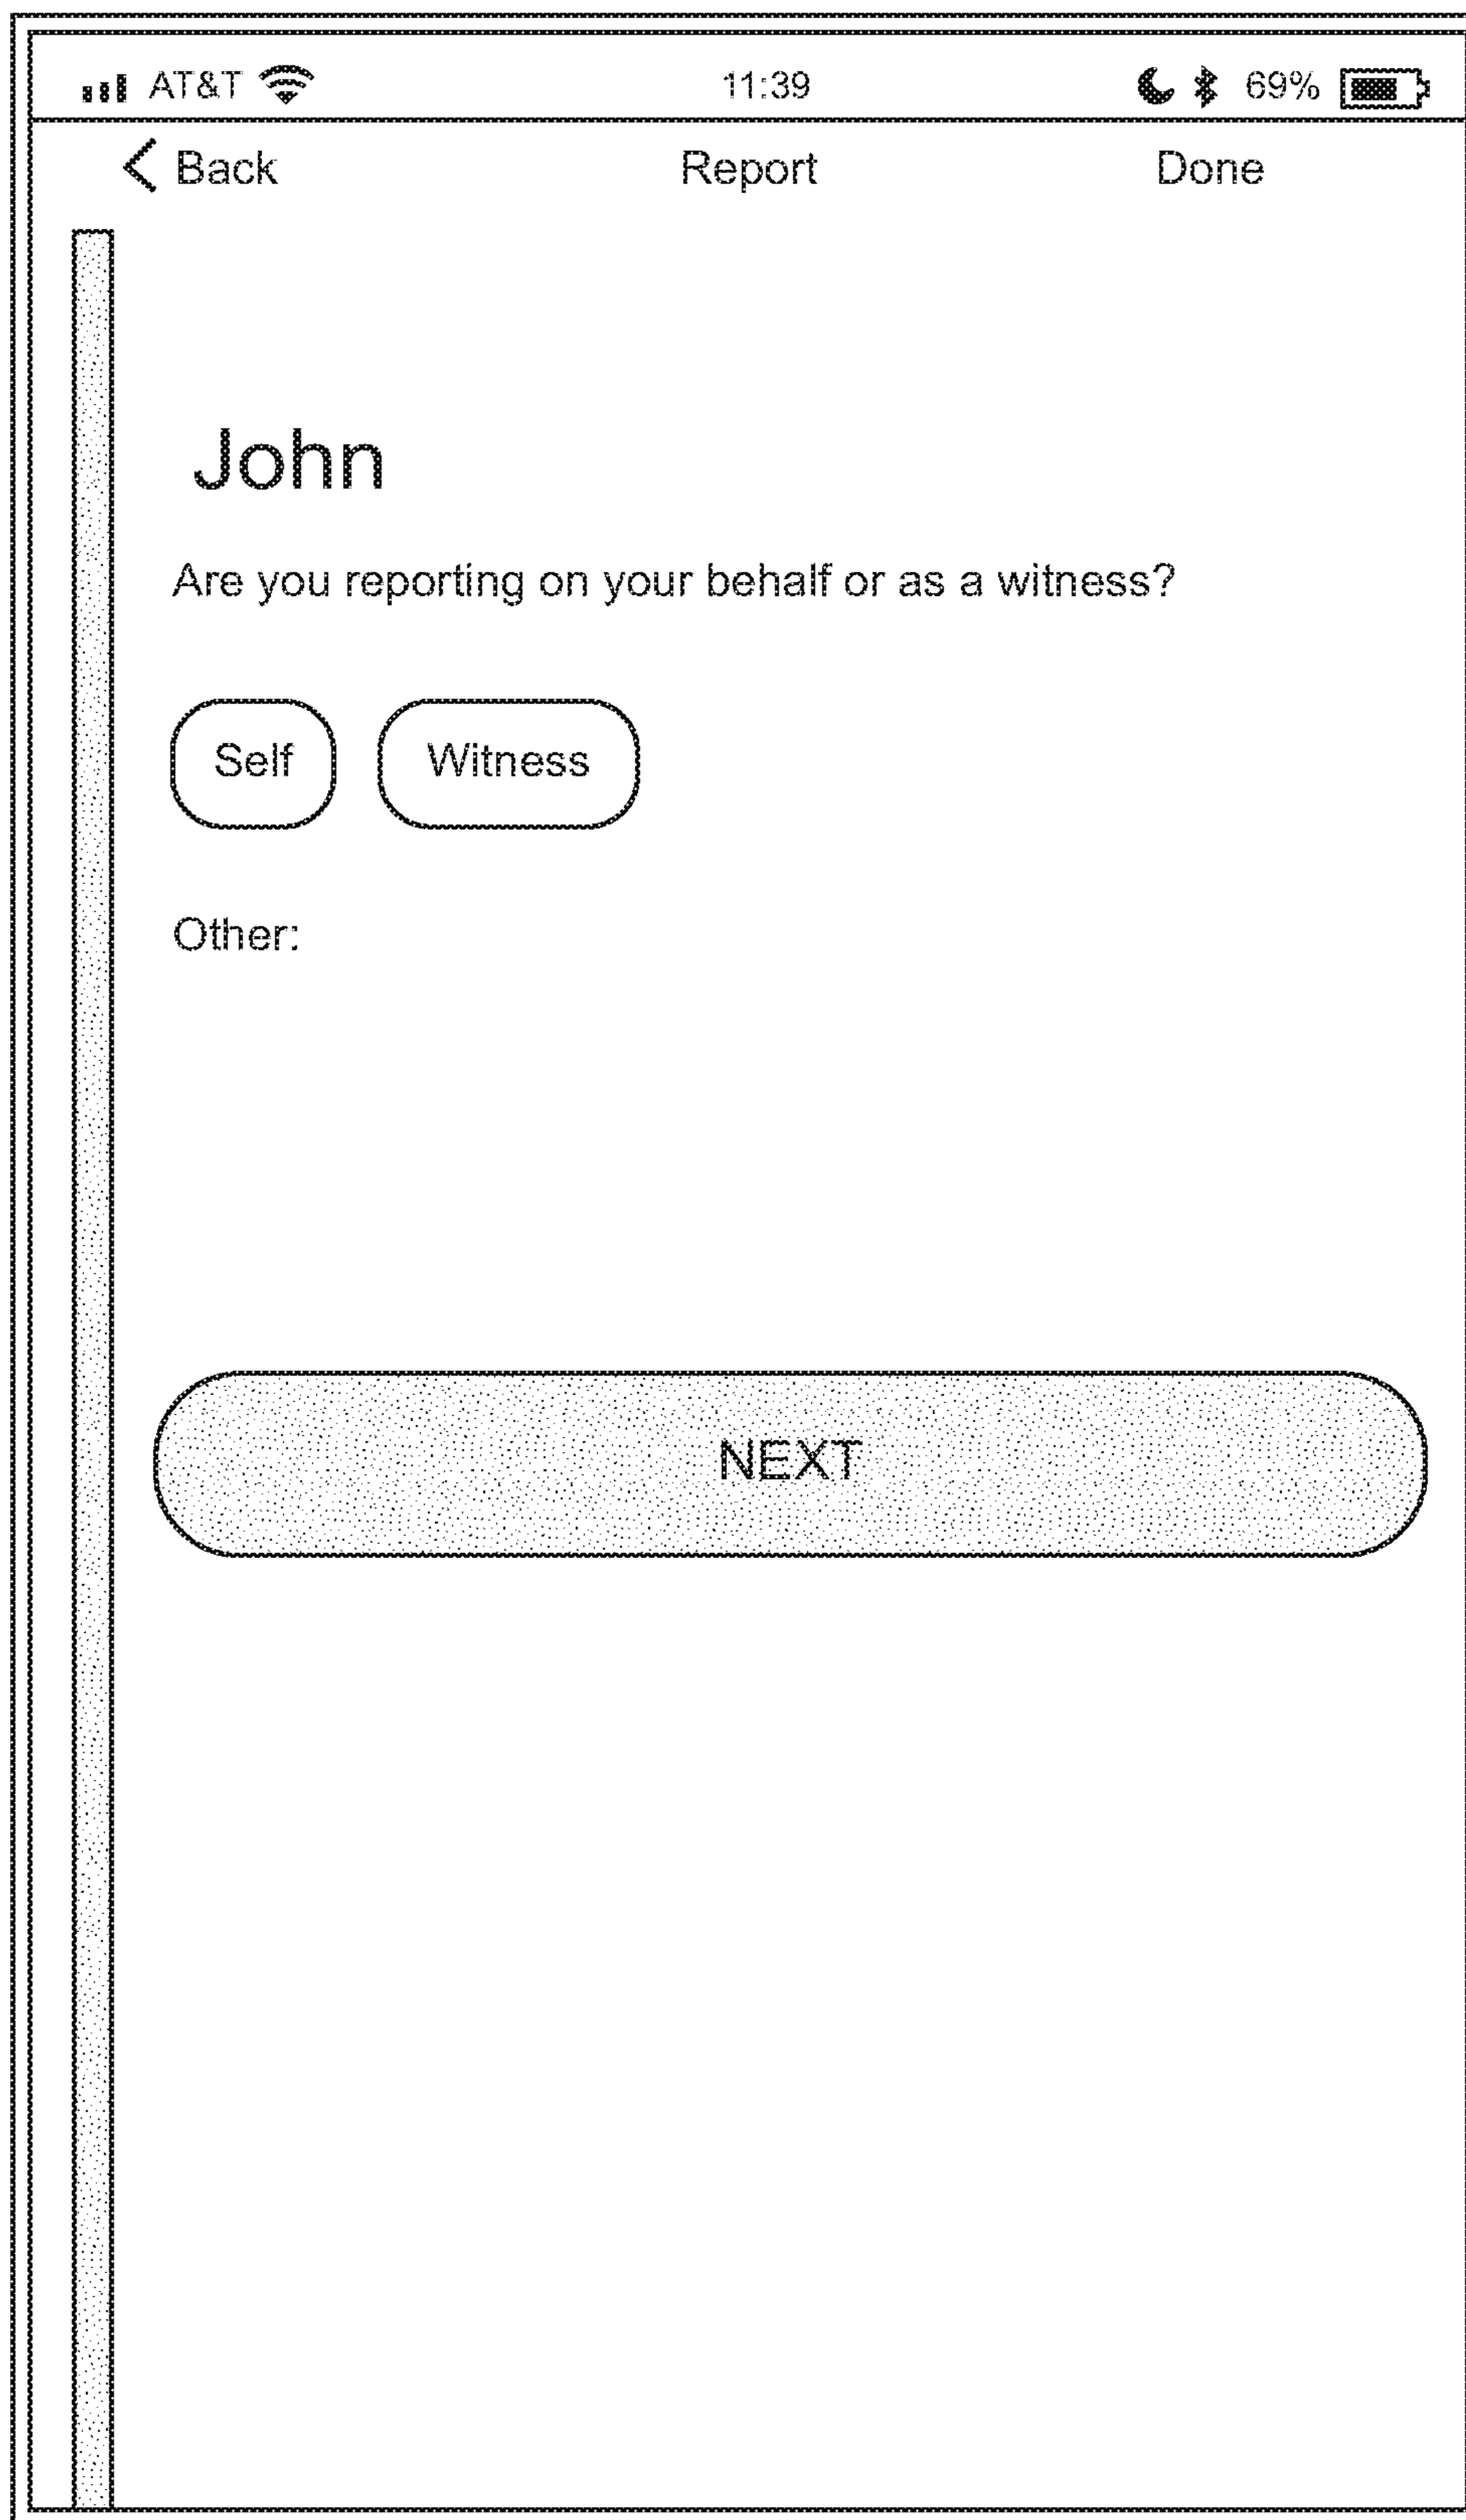 AT&T 11:39 69%
Back Report Done
John
Are you reporting on your behalf or as a witness?
Self Witness
Other:
NEXT